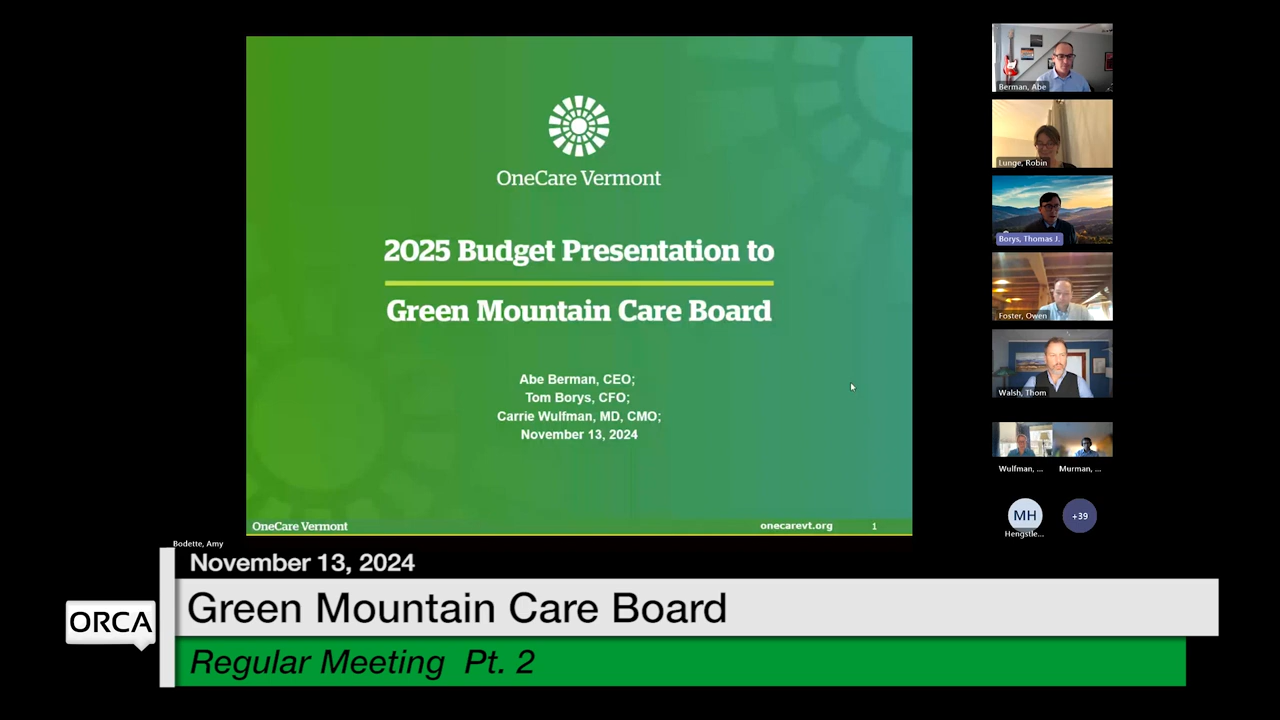 OneCare Vermont
2025 Budget Presentation to
Green Mountain Care Board
Abe Berman, CEO;
Tom Borys, CFO;
Carrie Wulfman, MD, CMO;
November 13, 2024
OneCare Vermont
onecarevt.org
1
Berman, Abe
Lunge, Robin
Borys, Thomas J.
Foster, Owen
Walsh, Thom
Wulfman, ...
Murman, ...
MH
+39
Hengstle...
Bodette, Amy
November 13, 2024
ORCA
Green Mountain Care Board
Regular Meeting Pt. 2